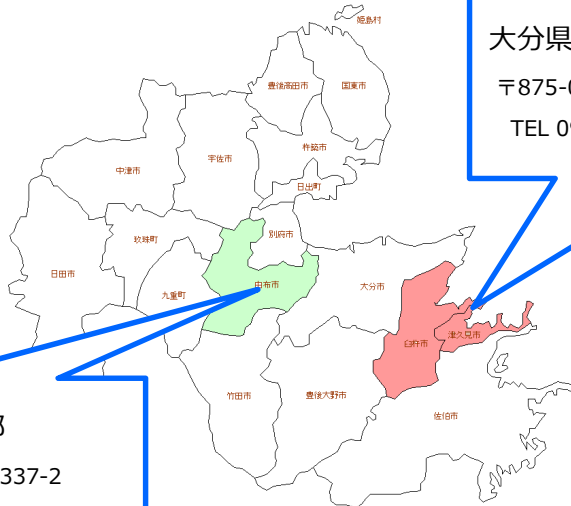 姫島村
大分県
〒875-0
TEL 09
豊後高田市
国東市
杵築市
宇佐市
中津市
日出町
別府市
玖珠町
日田市
九重町
由布市
大分市
臼杵市
津久見市
竹田市
豊後大野市
佐伯市
337-2